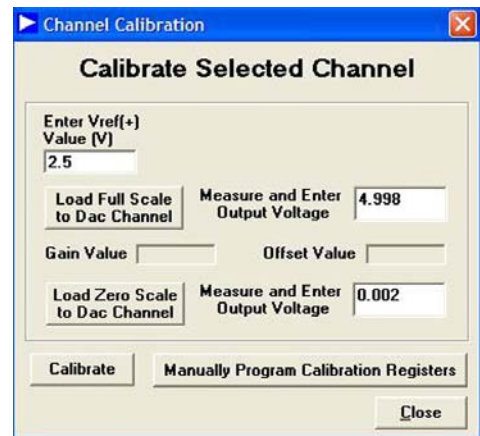 Channel Calibration
Calibrate Selected Channel
Enter Vref(+)
Value (V)
2.5
Load Full Scale
to Dac Channel
Measure and Enter
Output Voltage
4.998
Gain Value
Offset Value
Load Zero Scale
to Dac Channel
Measure and Enter
Output Voltage
0.002
Calibrate
Manually Program Calibration Registers
Close